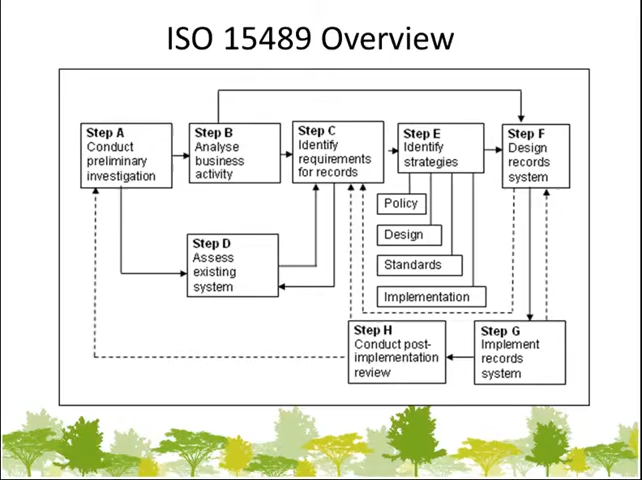 ISO 15489 Overview
Step A
Conduct
preliminary
investigation
Step B
Analyse
business
activity
Step C
Identify
requirements
for records
Step E
Identify
strategies
Step F
Design
records
system
Policy
Design
Standards
Implementation
Step D
Assess
existing
system
Step H
Conduct post-
implementation
review
Step G
Implement
records
system